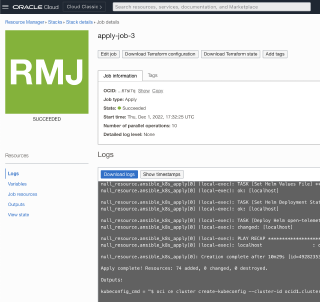 ORACLE Cloud
Cloud Classic >
Search resources, services, documentation, and Marketplace
Resource Manager » Stacks » Stack details » Job details
RMJ
SUCCEEDED
apply-job-3
Edit job
Download Terraform configuration
Download Terraform state
Add tags
Job information
Tags
OCID:
Show Copy
Job type: Apply
State: Succeeded
Start time: Thu, Dec 1, 2022, 17:32:25 UTC
Number of parallel operations: 10
Detailed log level: None
Resources
Logs
Variables
Job resources
Outputs
View state
Logs
Download logs
Show timestamps
null_resource.ansible_k8s_apply[0] (local-exec): TASK [Set Helm Values File]
null_resource.ansible_k8s_apply[0] (local-exec): ok: [localhost]
null_resource.ansible_k8s_apply[0] (local-exec): TASK [Set Helm Deployment Stat
null_resource.ansible_k8s_apply[0] (local-exec): ok: [localhost]
null_resource.ansible_k8s_apply[0] (local-exec): TASK [Deploy Helm open-telemet
null_resource.ansible_k8s_apply[0] (local-exec): changed: [localhost]
null_resource.ansible_k8s_apply[0] (local-exec): PLAY RECAP
null_resource.ansible_k8s_apply[0] (local-exec): localhost
null_resource.ansible_k8s_apply[0]: Creation complete after
Apply complete! Resources: 74 added, 0 changed, 0 destroyed.
Outputs:
kubeconfig_cmd = "$ oci ce cluster create-kubeconfig --cluster-id